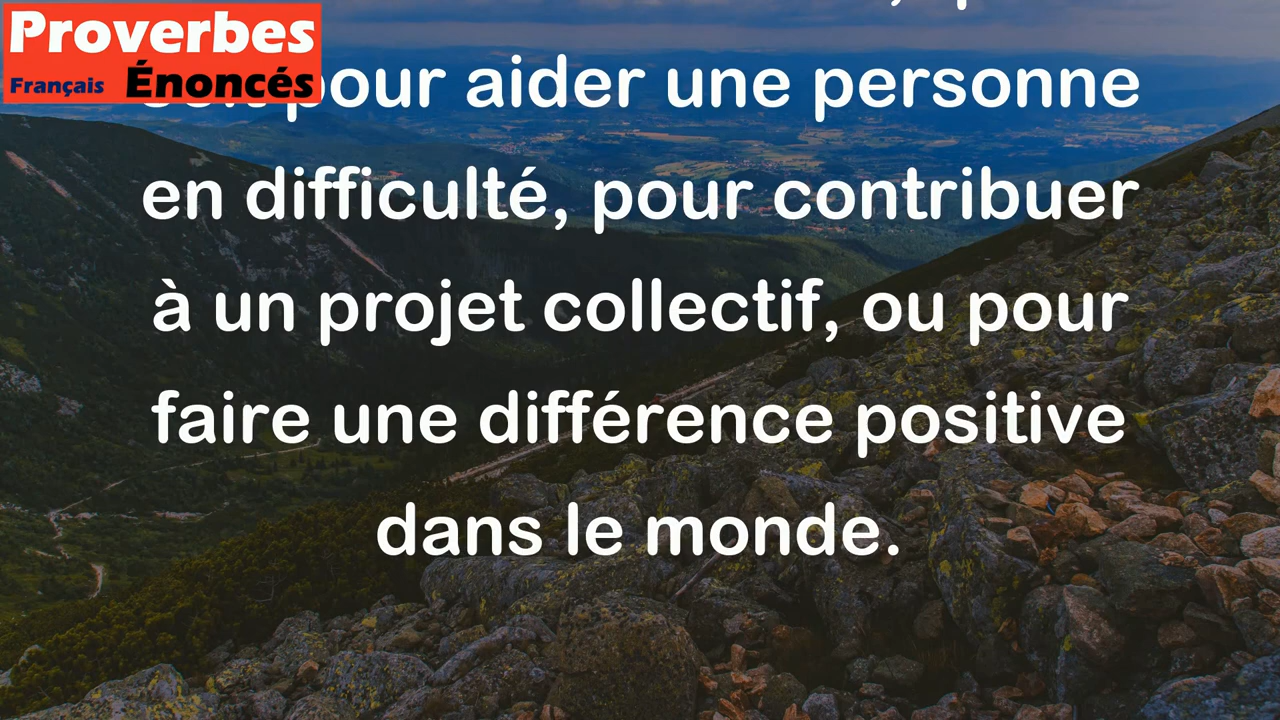 Proverbes
Français Énoncés
pour aider une personne
en difficulté, pour contribuer
à un projet collectif, ou pour
faire une différence positive
dans le monde.